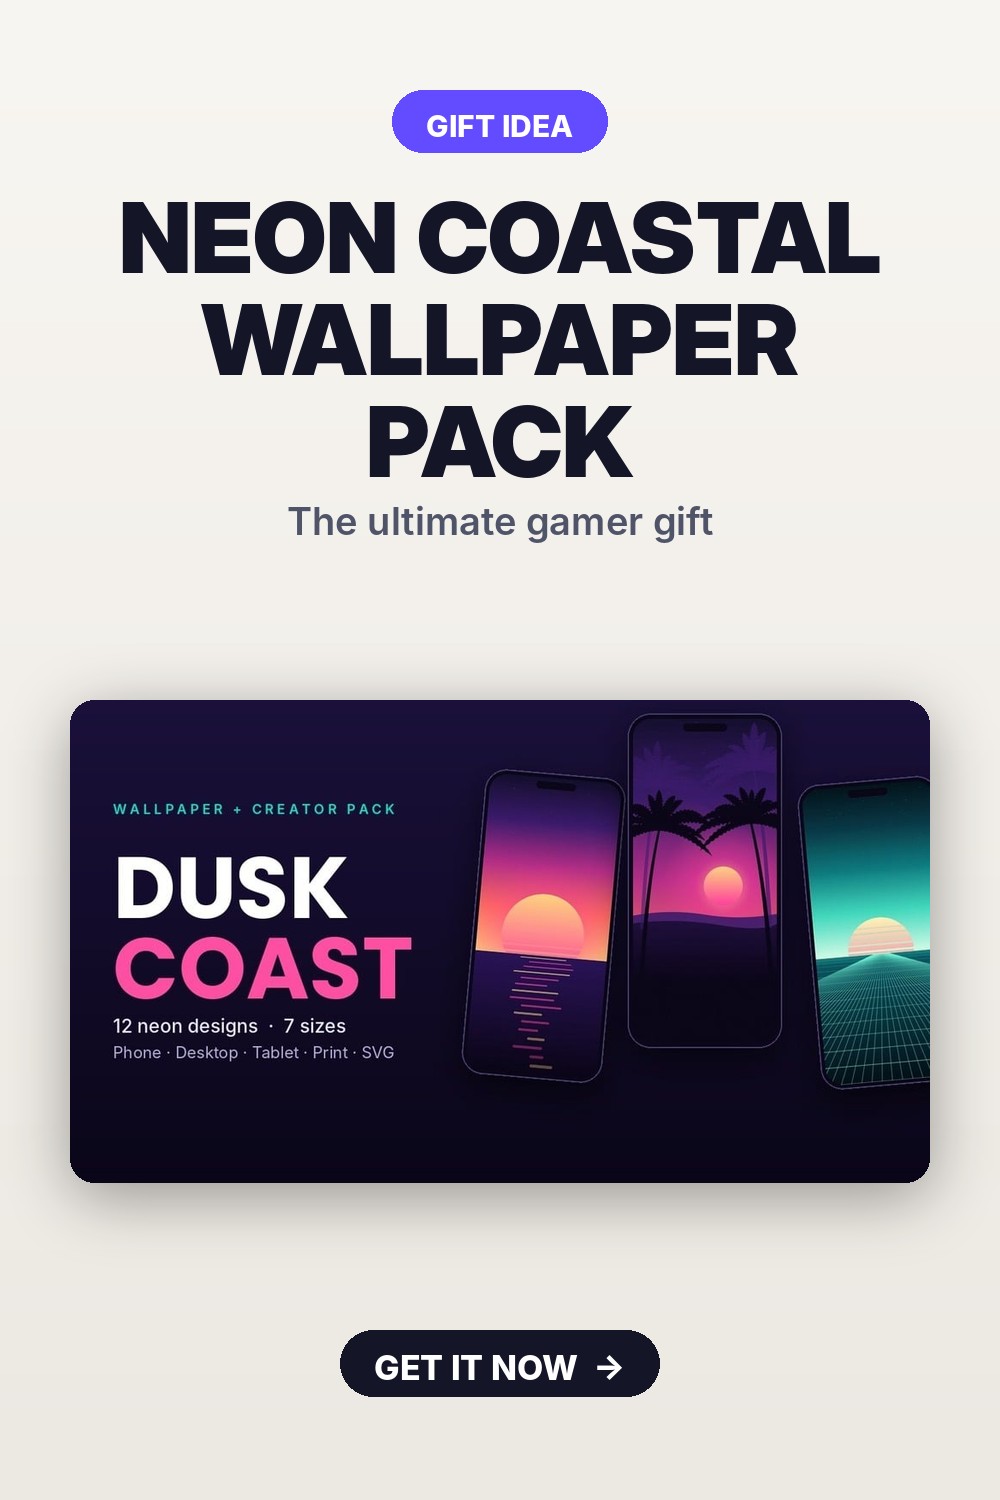 GIFT IDEA
NEON COASTAL
WALLPAPER
PACK
The ultimate gamer gift
WALLPAPER + CREATOR PACK
DUSK
COAST
12 neon designs · 7 sizes
Phone · Desktop · Tablet · Print · SVG
GET IT NOW →